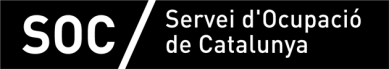 SOC/
Servei d'Ocupació
de Catalunya